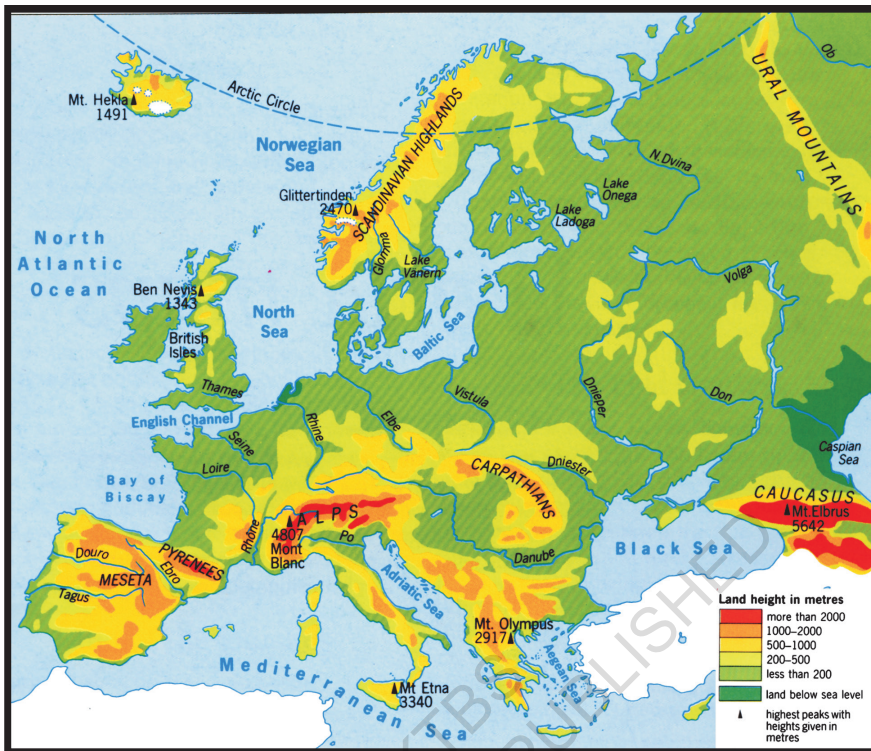 Ob
URAL MOUNTAINS
Mt. Hekla
1491
Arctic Circle
Norwegian
Sea
SCANDINAVIAN HIGHLANDS
N.Dvina
Glittertinden
2470
Lake
Onega
Lake
Ladoga
North
Atlantic
Ocean
Glomma
Lake
Vanern
Volga
Ben Nevis
1343
North
Sea
British
Isles
Baltic Sea
Thames
Vistula
Dnieper
Don
English Channel
Elbe
Rhine
Seine
Caspian
Sea
Loire
Dniester
Bay of
Biscay
CARPATHIANS
CAUCASUS
Mt.Elbrus
5642
ALPS
4807
Mont
Blanc
Rhône
Po
Danube
Black Sea
Douro
PYRENEES
Ebro
MESETA
Tagus
Adriatic Sea
Mt. Olympus
2917
Aegean Sea
Mediterranean Sea
Mt Etna
3340
Land height in metres
more than 2000
1000–2000
500–1000
200–500
less than 200
land below sea level
highest peaks with
heights given in
metres
KTBS
PUBLISHED